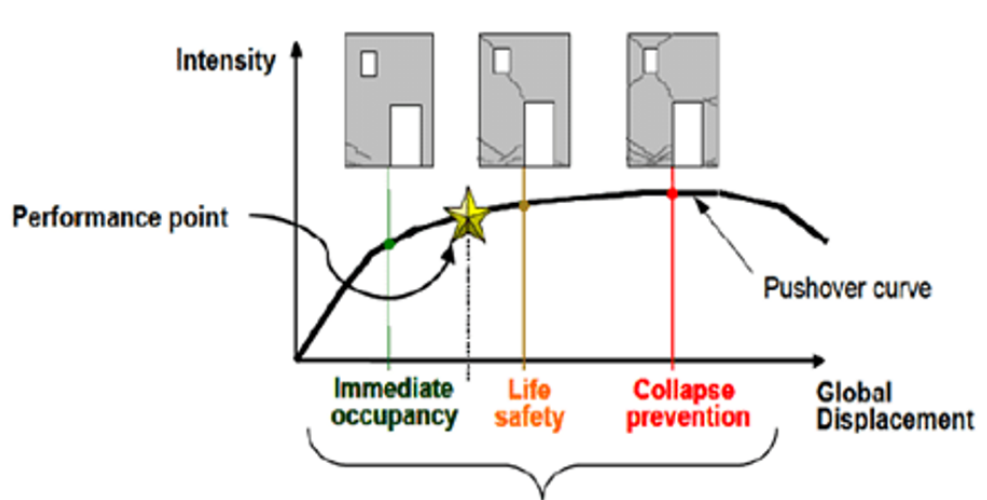 Intensity
Performance point
Pushover curve
Immediate
occupancy
Life
safety
Collapse
prevention
Global
Displacement